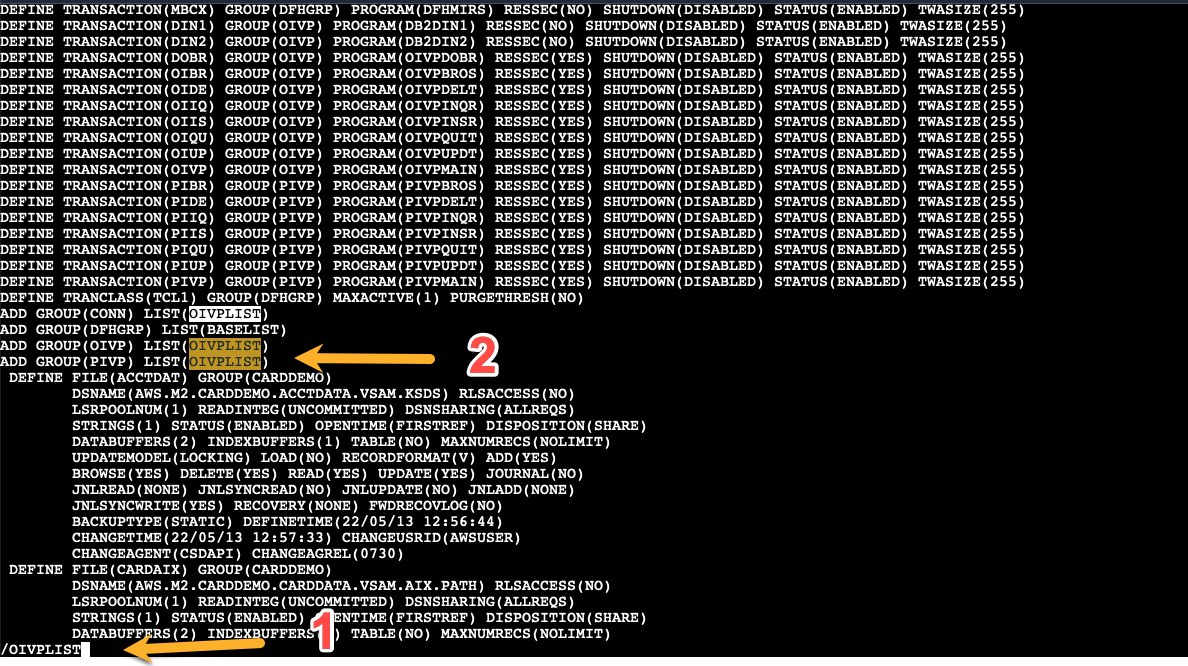 DEFINE TRANSACTION(MBCX) GROUP(DFHGRP) PROGRAM(DFHMIRS) RESSEC(NO) SHUTDOWN(DISABLED) STATUS(ENABLED) TWASIZE(255)
DEFINE TRANSACTION(DIN1) GROUP(OIVP) PROGRAM(DB2DIN1) RESSEC(NO) SHUTDOWN(DISABLED) STATUS(ENABLED) TWASIZE(255)
DEFINE TRANSACTION(DIN2) GROUP(OIVP) PROGRAM(DB2DIN2) RESSEC(NO) SHUTDOWN(DISABLED) STATUS(ENABLED) TWASIZE(255)
DEFINE TRANSACTION(DOBR) GROUP(OIVP) PROGRAM(OIVPDOBR) RESSEC(YES) SHUTDOWN(DISABLED) STATUS(ENABLED) TWASIZE(255)
DEFINE TRANSACTION(OIBR) GROUP(OIVP) PROGRAM(OIVPBROS) RESSEC(YES) SHUTDOWN(DISABLED) STATUS(ENABLED) TWASIZE(255)
DEFINE TRANSACTION(OIDE) GROUP(OIVP) PROGRAM(OIVPDELT) RESSEC(YES) SHUTDOWN(DISABLED) STATUS(ENABLED) TWASIZE(255)
DEFINE TRANSACTION(OIIQ) GROUP(OIVP) PROGRAM(OIVPINQR) RESSEC(YES) SHUTDOWN(DISABLED) STATUS(ENABLED) TWASIZE(255)
DEFINE TRANSACTION(OIIS) GROUP(OIVP) PROGRAM(OIVPINSR) RESSEC(YES) SHUTDOWN(DISABLED) STATUS(ENABLED) TWASIZE(255)
DEFINE TRANSACTION(OIQU) GROUP(OIVP) PROGRAM(OIVPQUIT) RESSEC(YES) SHUTDOWN(DISABLED) STATUS(ENABLED) TWASIZE(255)
DEFINE TRANSACTION(OIUP) GROUP(OIVP) PROGRAM(OIVPUPDT) RESSEC(YES) SHUTDOWN(DISABLED) STATUS(ENABLED) TWASIZE(255)
DEFINE TRANSACTION(OIVP) GROUP(OIVP) PROGRAM(OIVPMAIN) RESSEC(YES) SHUTDOWN(DISABLED) STATUS(ENABLED) TWASIZE(255)
DEFINE TRANSACTION(PIBR) GROUP(PIVP) PROGRAM(PIVPBROS) RESSEC(YES) SHUTDOWN(DISABLED) STATUS(ENABLED) TWASIZE(255)
DEFINE TRANSACTION(PIDE) GROUP(PIVP) PROGRAM(PIVPDELT) RESSEC(YES) SHUTDOWN(DISABLED) STATUS(ENABLED) TWASIZE(255)
DEFINE TRANSACTION(PIIQ) GROUP(PIVP) PROGRAM(PIVPINQR) RESSEC(YES) SHUTDOWN(DISABLED) STATUS(ENABLED) TWASIZE(255)
DEFINE TRANSACTION(PIIS) GROUP(PIVP) PROGRAM(PIVPINSR) RESSEC(YES) SHUTDOWN(DISABLED) STATUS(ENABLED) TWASIZE(255)
DEFINE TRANSACTION(PIQU) GROUP(PIVP) PROGRAM(PIVPQUIT) RESSEC(YES) SHUTDOWN(DISABLED) STATUS(ENABLED) TWASIZE(255)
DEFINE TRANSACTION(PIUP) GROUP(PIVP) PROGRAM(PIVPUPDT) RESSEC(YES) SHUTDOWN(DISABLED) STATUS(ENABLED) TWASIZE(255)
DEFINE TRANSACTION(PIVP) GROUP(PIVP) PROGRAM(PIVPMAIN) RESSEC(YES) SHUTDOWN(DISABLED) STATUS(ENABLED) TWASIZE(255)
DEFINE TRANCLASS(TCL1) GROUP(DFHGRP) MAXACTIVE(1) PURGETHRESH(NO)
ADD GROUP(CONN) LIST(OIVPLIST)
ADD GROUP(DFHGRP) LIST(BASELIST)
ADD GROUP(OIVP) LIST(OIVPLIST)
ADD GROUP(PIVP) LIST(OIVPLIST)
2
DEFINE FILE(ACCTDAT) GROUP(CARDDEMO)
DSNAME(AWS.M2.CARDDEMO.ACCTDATA.VSAM.KSDS) RLSACCESS(NO)
LSRPOOLNUM(1) READINTEG(UNCOMMITTED) DSNSHARING(ALLREQS)
STRINGS(1) STATUS(ENABLED) OPENTIME(FIRSTREF) DISPOSITION(SHARE)
DATABUFFERS(2) INDEXBUFFERS(1) TABLE(NO) MAXNUMRECS(NOLIMIT)
UPDATEMODEL(LOCKING) LOAD(NO) RECORDFORMAT(V) ADD(YES)
BROWSE(YES) DELETE(YES) READ(YES) UPDATE(YES) JOURNAL(NO)
JNLREAD(NONE) JNLSYNCREAD(NO) JNLUPDATE(NO) JNLADD(NONE)
JNLSYNCWRITE(YES) RECOVERY(NONE) FWDRECOVLOG(NO)
BACKUPTYPE(STATIC) DEFINETIME(22/05/13 12:56:44)
CHANGETIME(22/05/13 12:57:33) CHANGEUSRID(AWSUSER)
CHANGEAGENT(CSDAPI) CHANGEAGREL(0730)
DEFINE FILE(CARDAIX) GROUP(CARDDEMO)
DSNAME(AWS.M2.CARDDEMO.CARDDATA.VSAM.AIX.PATH) RLSACCESS(NO)
LSRPOOLNUM(1) READINTEG(UNCOMMITTED) DSNSHARING(ALLREQS)
STRINGS(1) STATUS(ENABLED) OPENTIME(FIRSTREF) DISPOSITION(SHARE)
DATABUFFERS(2) INDEXBUFFERS TABLE(NO) MAXNUMRECS(NOLIMIT)
1
/OIVPLIST